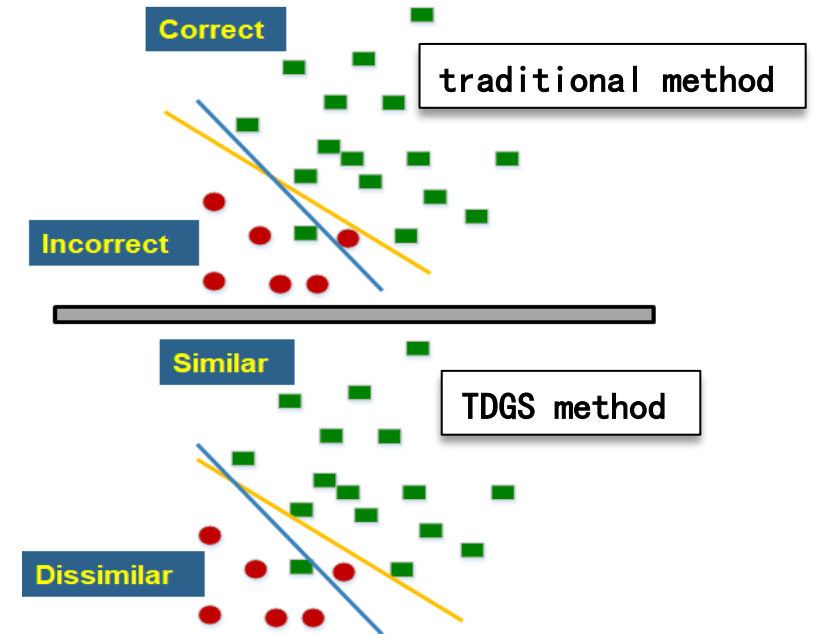 Correct
traditional method
Incorrect
Similar
TDGS method
Dissimilar